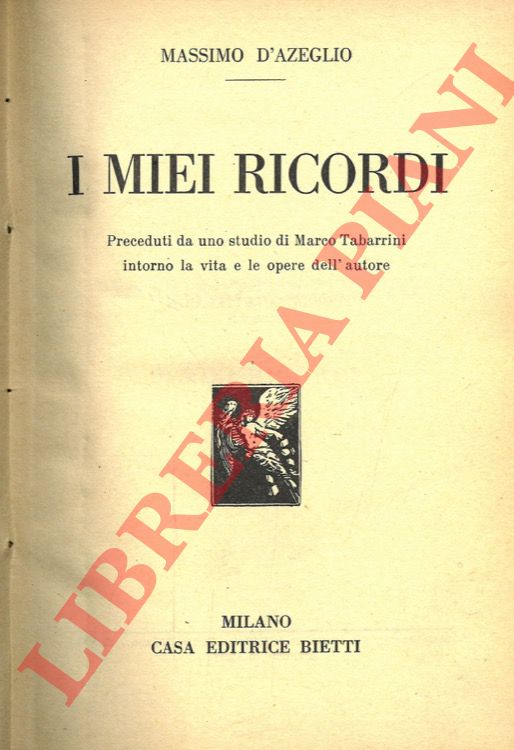 MASSIMO D'AZEGLIO
I MIEI RICORDI
Preceduti da uno studio di Marco Tabarrini
intorno la vita e le opere dell'autore
MILANO
CASA EDITRICE BIETTI
LIBRERIA PIANI